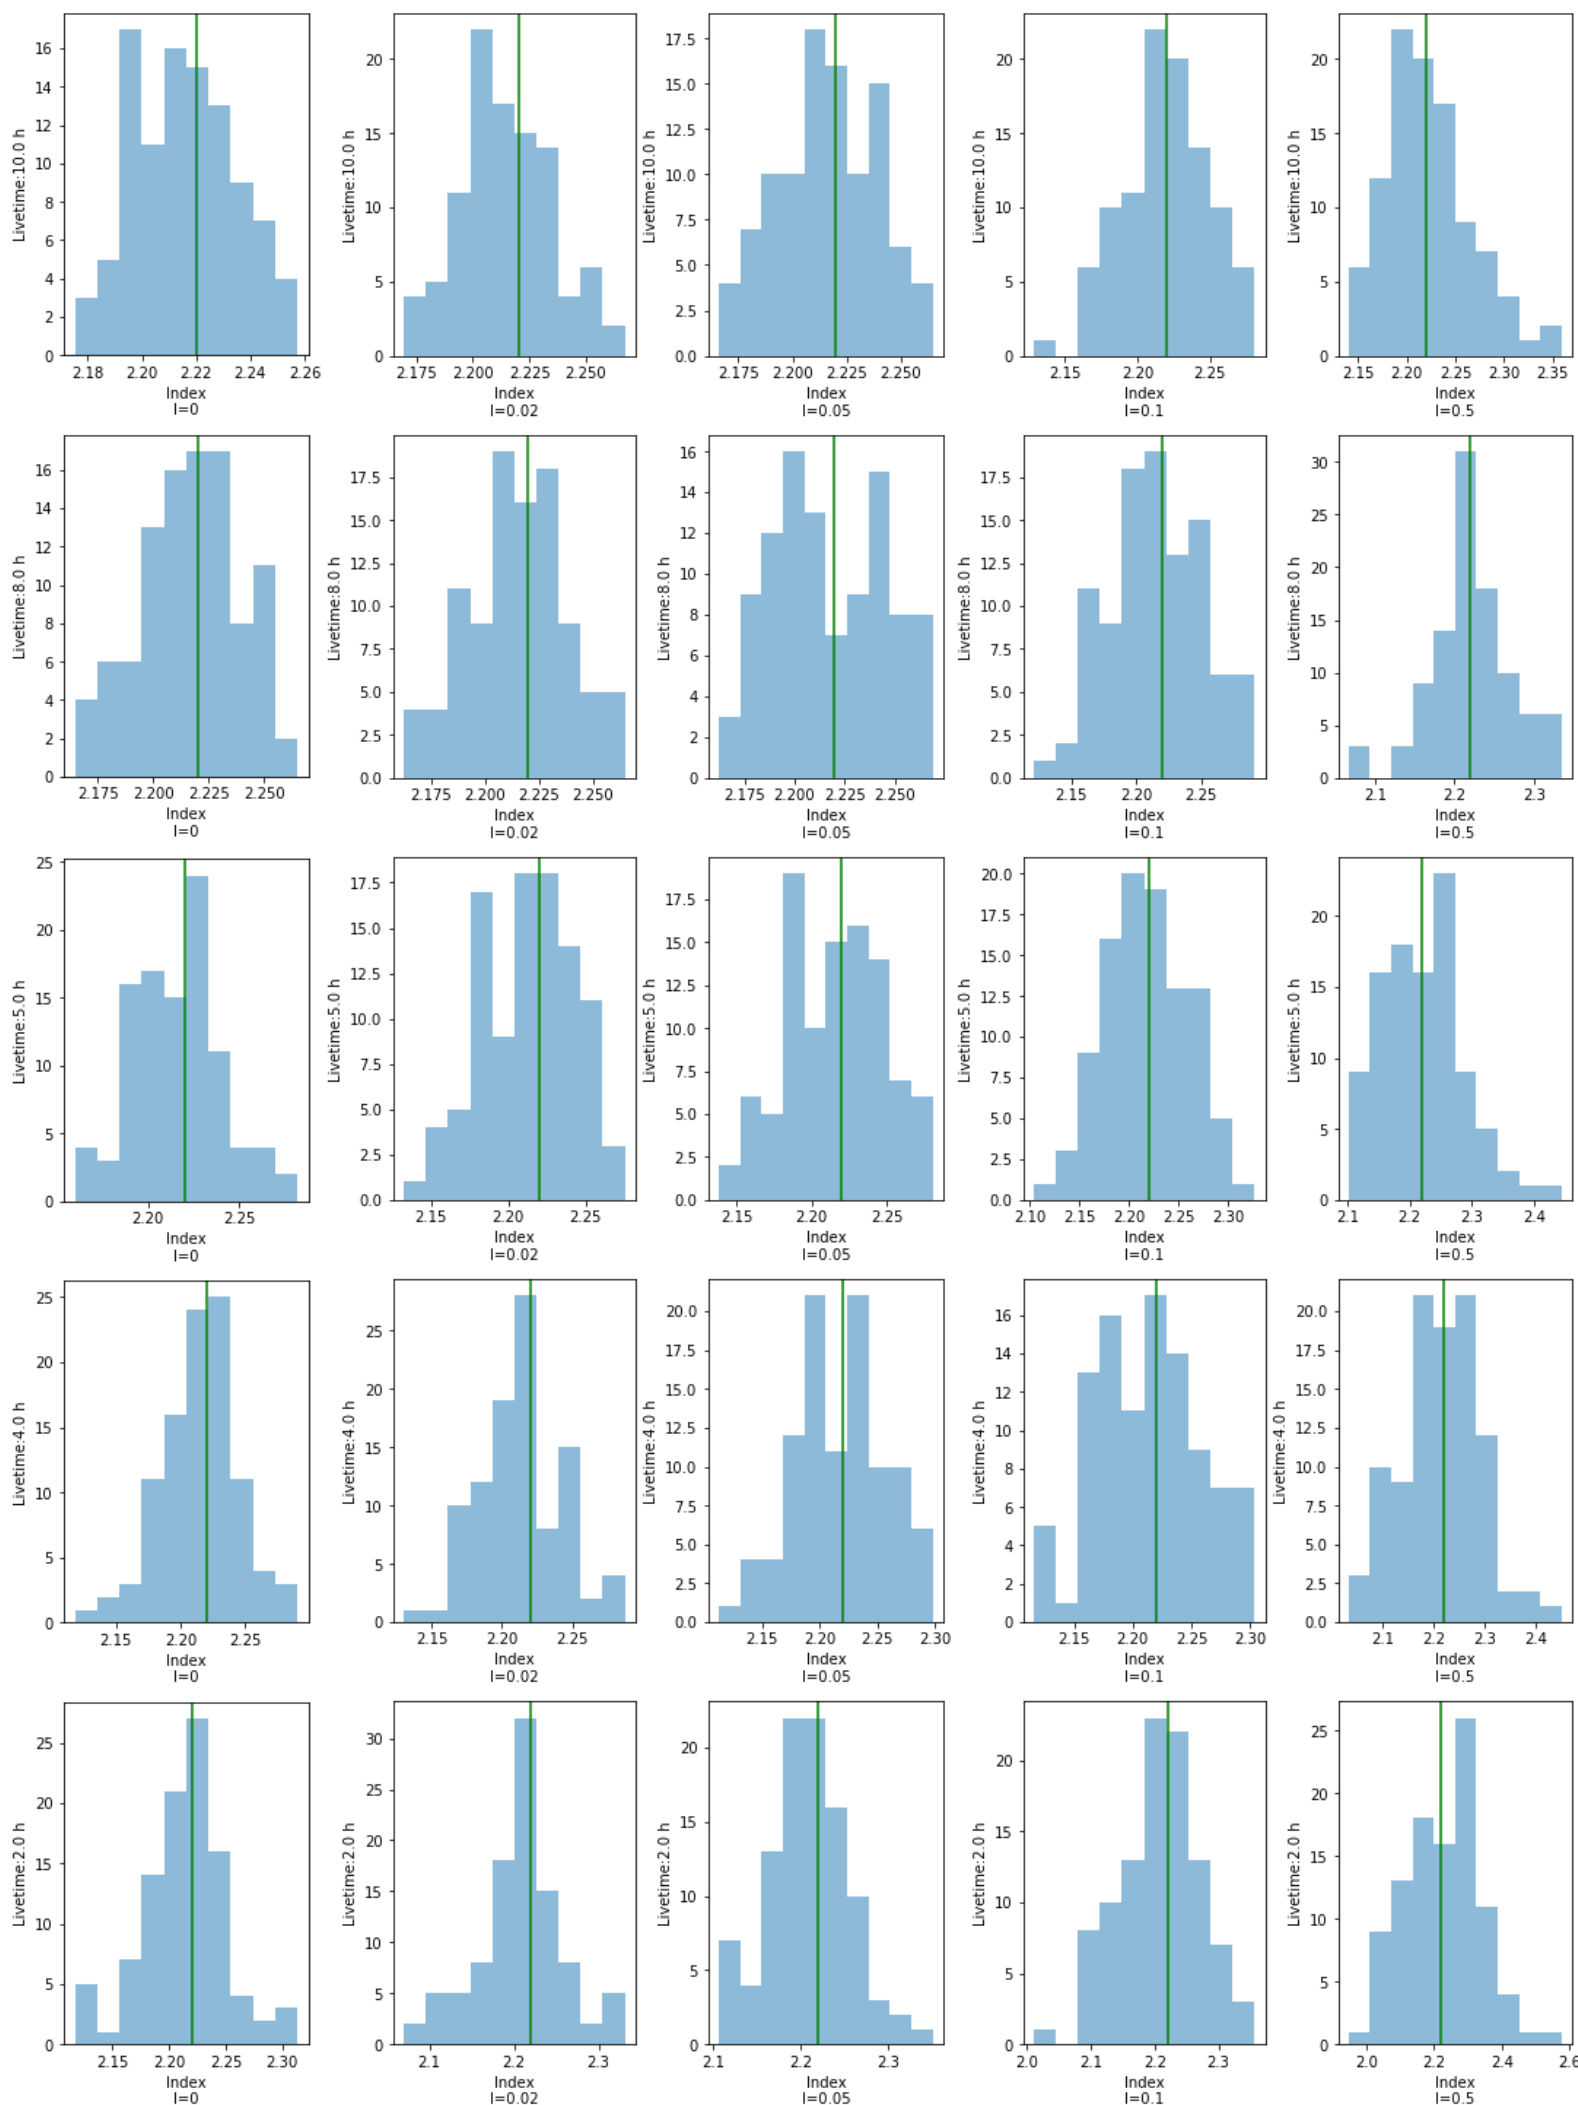 Livetime:10.0 h
16
14
12
10
8
6
4
2
0
2.18 2.20 2.22 2.24 2.26
Index
I=0
Livetime:10.0 h
20
15
10
5
0
2.175 2.200 2.225 2.250
Index
I=0.02
Livetime:10.0 h
17.5
15.0
12.5
10.0
7.5
5.0
2.5
0.0
2.175 2.200 2.225 2.250
Index
I=0.05
Livetime:10.0 h
20
15
10
5
0
2.15 2.20 2.25
Index
I=0.1
Livetime:10.0 h
20
15
10
5
0
2.15 2.20 2.25 2.30 2.35
Index
I=0.5
Livetime:8.0 h
16
14
12
10
8
6
4
2
0
2.175 2.200 2.225 2.250
Index
I=0
Livetime:8.0 h
17.5
15.0
12.5
10.0
7.5
5.0
2.5
0.0
2.175 2.200 2.225 2.250
Index
I=0.02
Livetime:8.0 h
16
14
12
10
8
6
4
2
0
2.175 2.200 2.225 2.250
Index
I=0.05
Livetime:8.0 h
17.5
15.0
12.5
10.0
7.5
5.0
2.5
0.0
2.15 2.20 2.25
Index
I=0.1
Livetime:8.0 h
30
25
20
15
10
5
0
2.1 2.2 2.3
Index
I=0.5
Livetime:5.0 h
25
20
15
10
5
0
2.20 2.25
Index
I=0
Livetime:5.0 h
17.5
15.0
12.5
10.0
7.5
5.0
2.5
0.0
2.15 2.20 2.25
Index
I=0.02
Livetime:5.0 h
17.5
15.0
12.5
10.0
7.5
5.0
2.5
0.0
2.15 2.20 2.25
Index
I=0.05
Livetime:5.0 h
20.0
17.5
15.0
12.5
10.0
7.5
5.0
2.5
0.0
2.10 2.15 2.20 2.25 2.30
Index
I=0.1
Livetime:5.0 h
20
15
10
5
0
2.1 2.2 2.3 2.4
Index
I=0.5
Livetime:4.0 h
25
20
15
10
5
0
2.15 2.20 2.25
Index
I=0
Livetime:4.0 h
25
20
15
10
5
0
2.15 2.20 2.25
Index
I=0.02
Livetime:4.0 h
20.0
17.5
15.0
12.5
10.0
7.5
5.0
2.5
0.0
2.15 2.20 2.25 2.30
Index
I=0.05
Livetime:4.0 h
16
14
12
10
8
6
4
2
0
2.15 2.20 2.25 2.30
Index
I=0.1
Livetime:4.0 h
20.0
17.5
15.0
12.5
10.0
7.5
5.0
2.5
0.0
2.1 2.2 2.3 2.4
Index
I=0.5
Livetime:2.0 h
25
20
15
10
5
0
2.15 2.20 2.25 2.30
Index
I=0
Livetime:2.0 h
30
25
20
15
10
5
0
2.1 2.2 2.3
Index
I=0.02
Livetime:2.0 h
20
15
10
5
0
2.1 2.2 2.3
Index
I=0.05
Livetime:2.0 h
20
15
10
5
0
2.0 2.1 2.2 2.3
Index
I=0.1
Livetime:2.0 h
25
20
15
10
5
0
2.0 2.2 2.4 2.6
Index
I=0.5